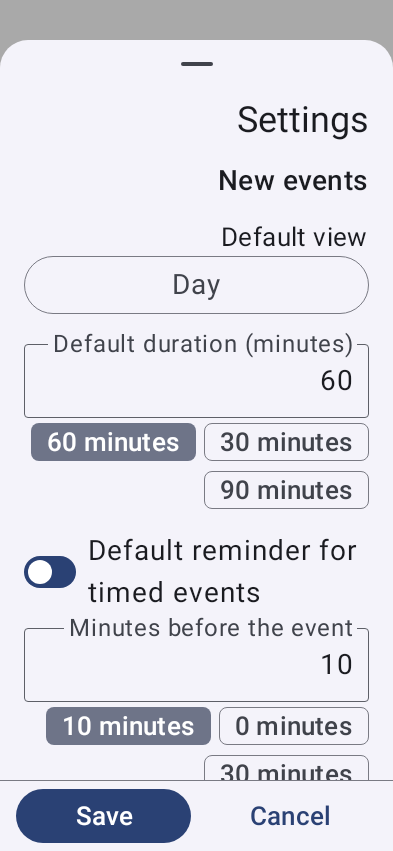 Settings
New events
Default view
Day
Default duration (minutes)
60
60 minutes 30 minutes
90 minutes
Default reminder for
timed events
Minutes before the event
10
10 minutes 0 minutes
30 minutes
Save Cancel